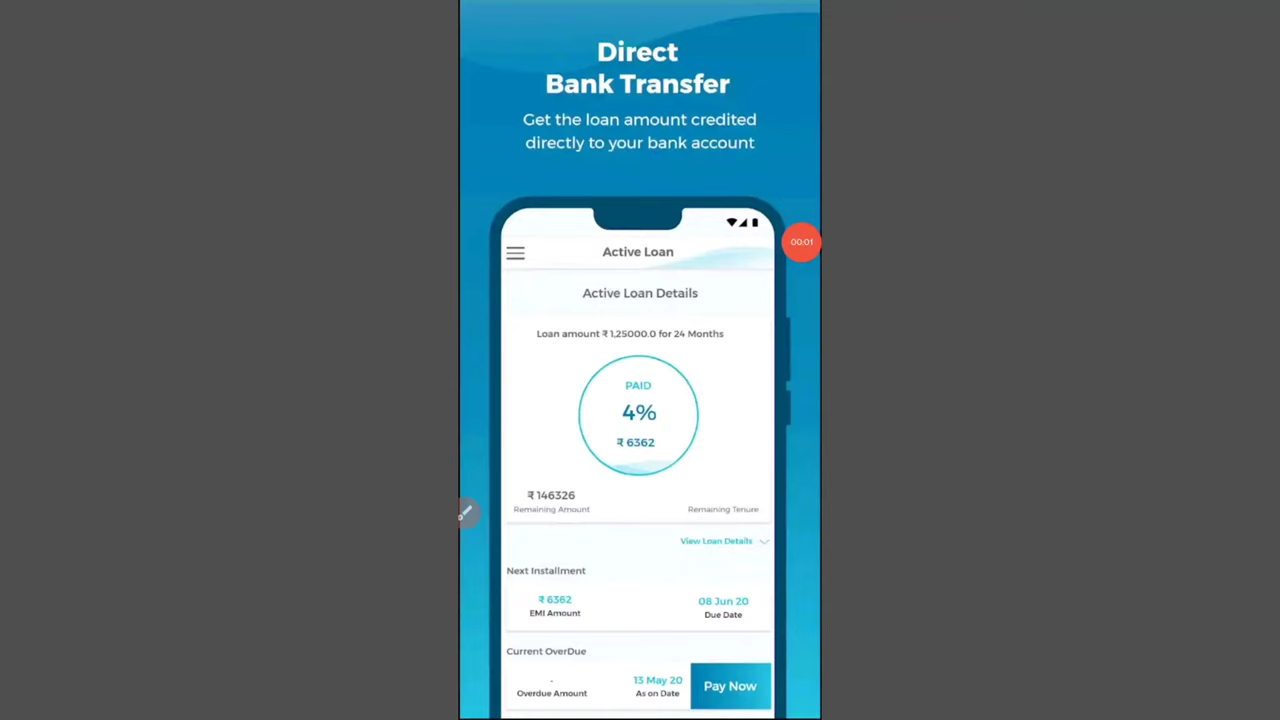 Direct
Bank Transfer
Get the loan amount credited
directly to your bank account
00:01
Active Loan
Active Loan Details
Loan amount ₹ 1,25000.0 for 24 Months
PAID
4%
₹ 6362
₹ 146326
Remaining Amount
Remaining Tenure
View Loan Details
Next Installment
₹ 6362
EMI Amount
08 Jun 20
Due Date
Current OverDue
-
Overdue Amount
13 May 20
As on Date
Pay Now